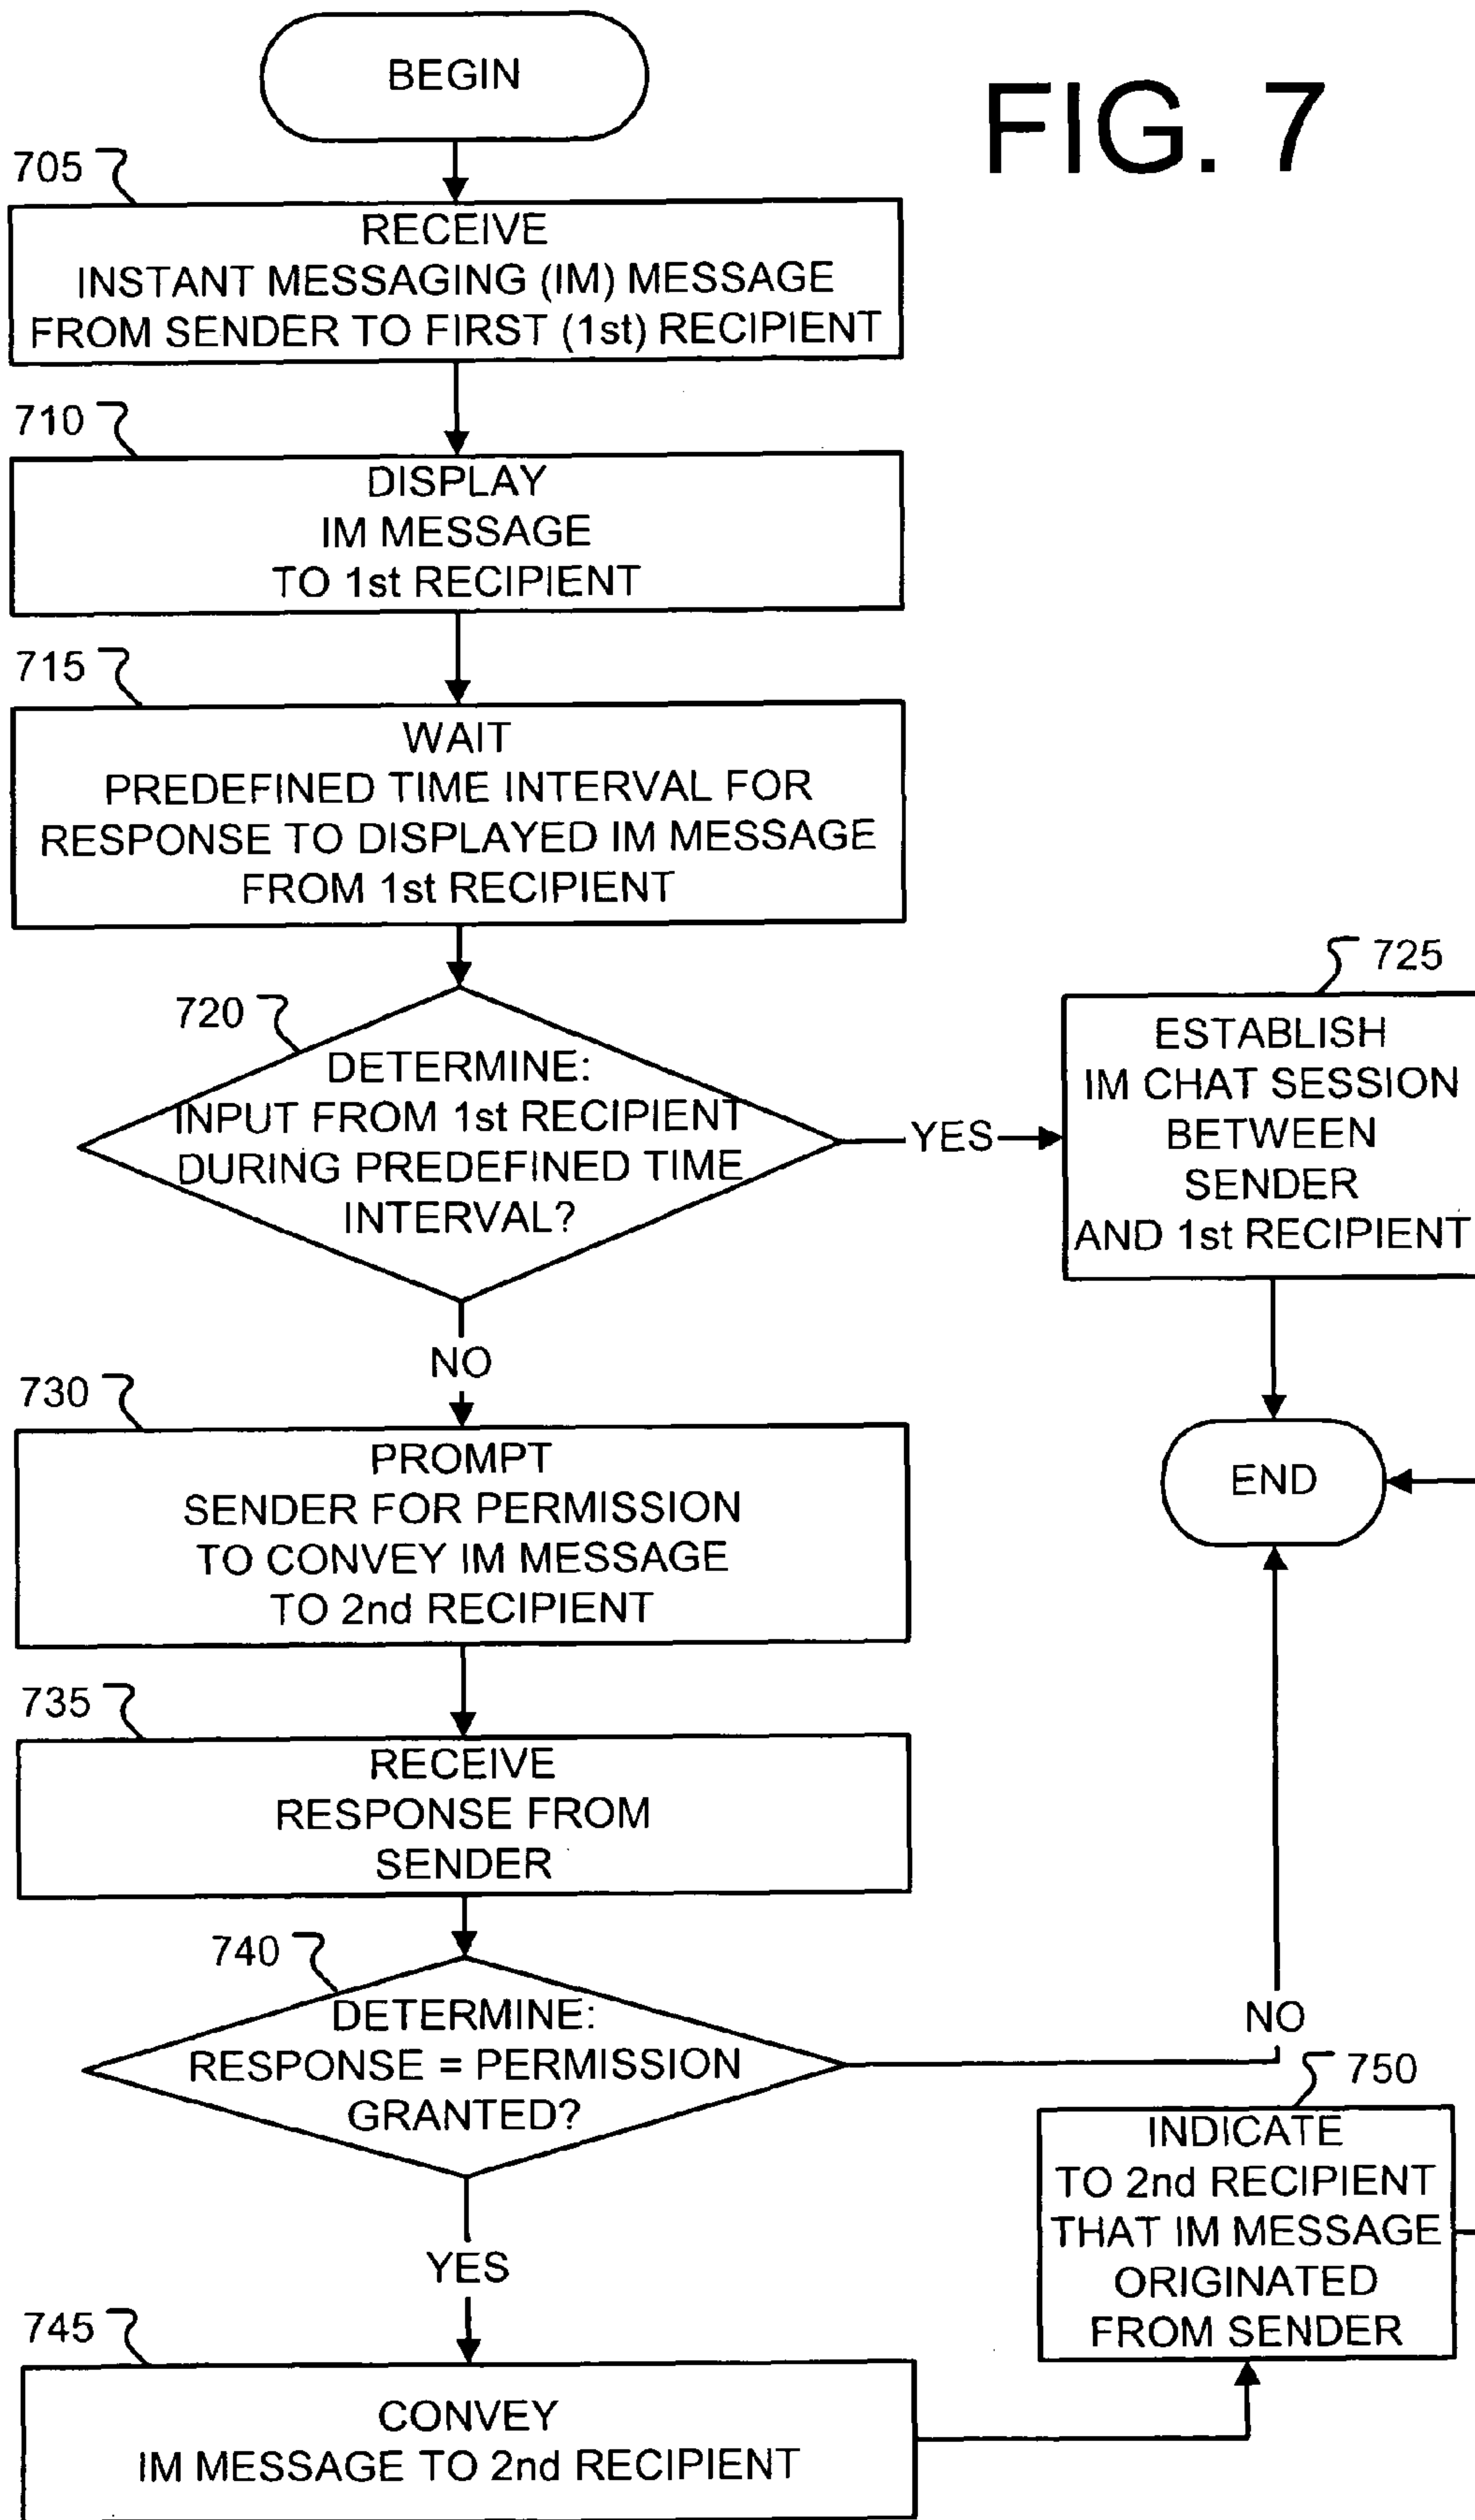 BEGIN
FIG. 7
705
RECEIVE
INSTANT MESSAGING (IM) MESSAGE
FROM SENDER TO FIRST (1st) RECIPIENT
710
DISPLAY
IM MESSAGE
TO 1st RECIPIENT
715
WAIT
PREDEFINED TIME INTERVAL FOR
RESPONSE TO DISPLAYED IM MESSAGE
FROM 1st RECIPIENT
720
DETERMINE:
INPUT FROM 1st RECIPIENT
DURING PREDEFINED TIME
INTERVAL?
YES
725
ESTABLISH
IM CHAT SESSION
BETWEEN
SENDER
AND 1st RECIPIENT
NO
730
PROMPT
SENDER FOR PERMISSION
TO CONVEY IM MESSAGE
TO 2nd RECIPIENT
END
735
RECEIVE
RESPONSE FROM
SENDER
740
DETERMINE:
RESPONSE = PERMISSION
GRANTED?
NO
YES
745
CONVEY
IM MESSAGE TO 2nd RECIPIENT
750
INDICATE
TO 2nd RECIPIENT
THAT IM MESSAGE
ORIGINATED
FROM SENDER